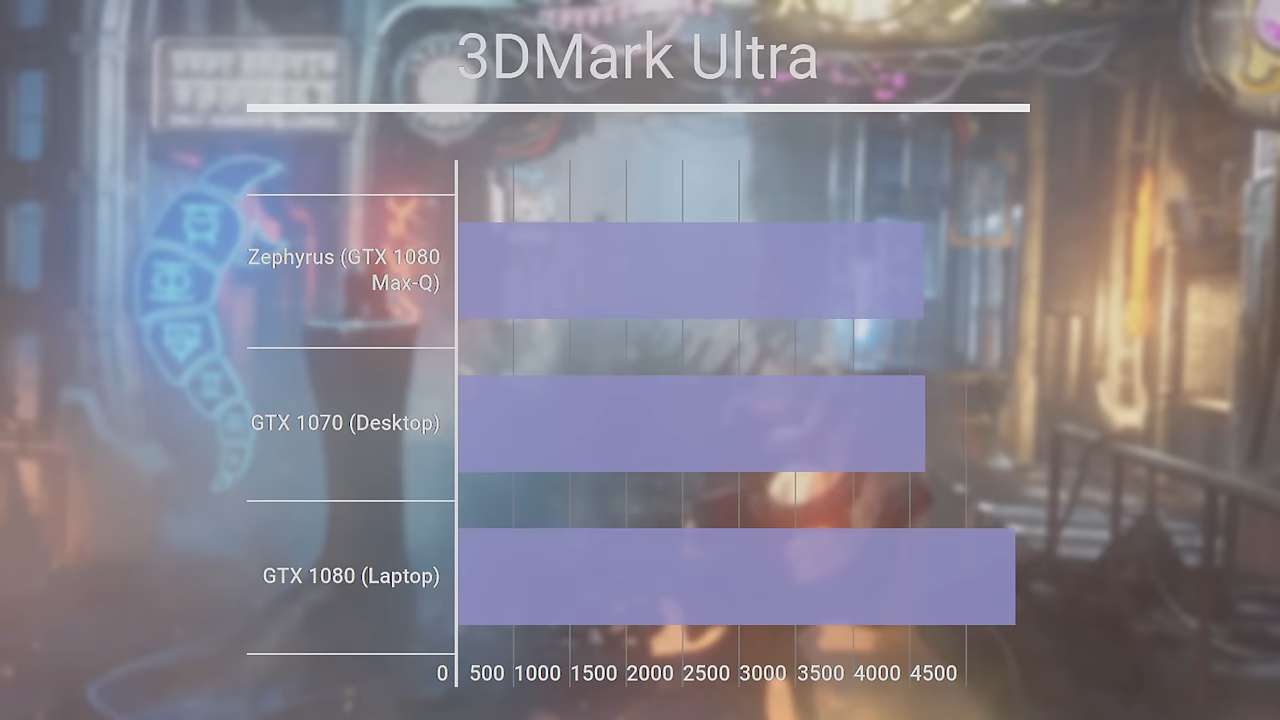 3DMark Ultra
Zephyrus (GTX 1080
Max-Q)
GTX 1070 (Desktop)
GTX 1080 (Laptop)
0 500 1000 1500 2000 2500 3000 3500 4000 4500